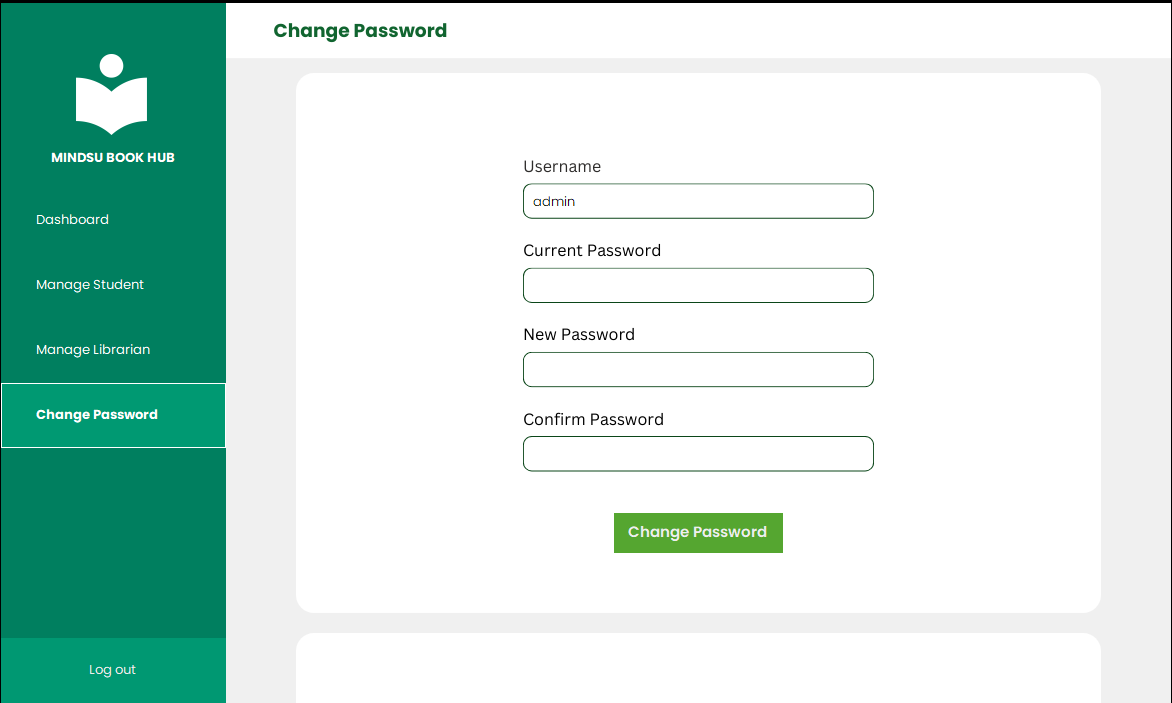 MINDSU BOOK HUB
Dashboard
Manage Student
Manage Librarian
Change Password
Log out
Change Password
Username
admin
Current Password
New Password
Confirm Password
Change Password